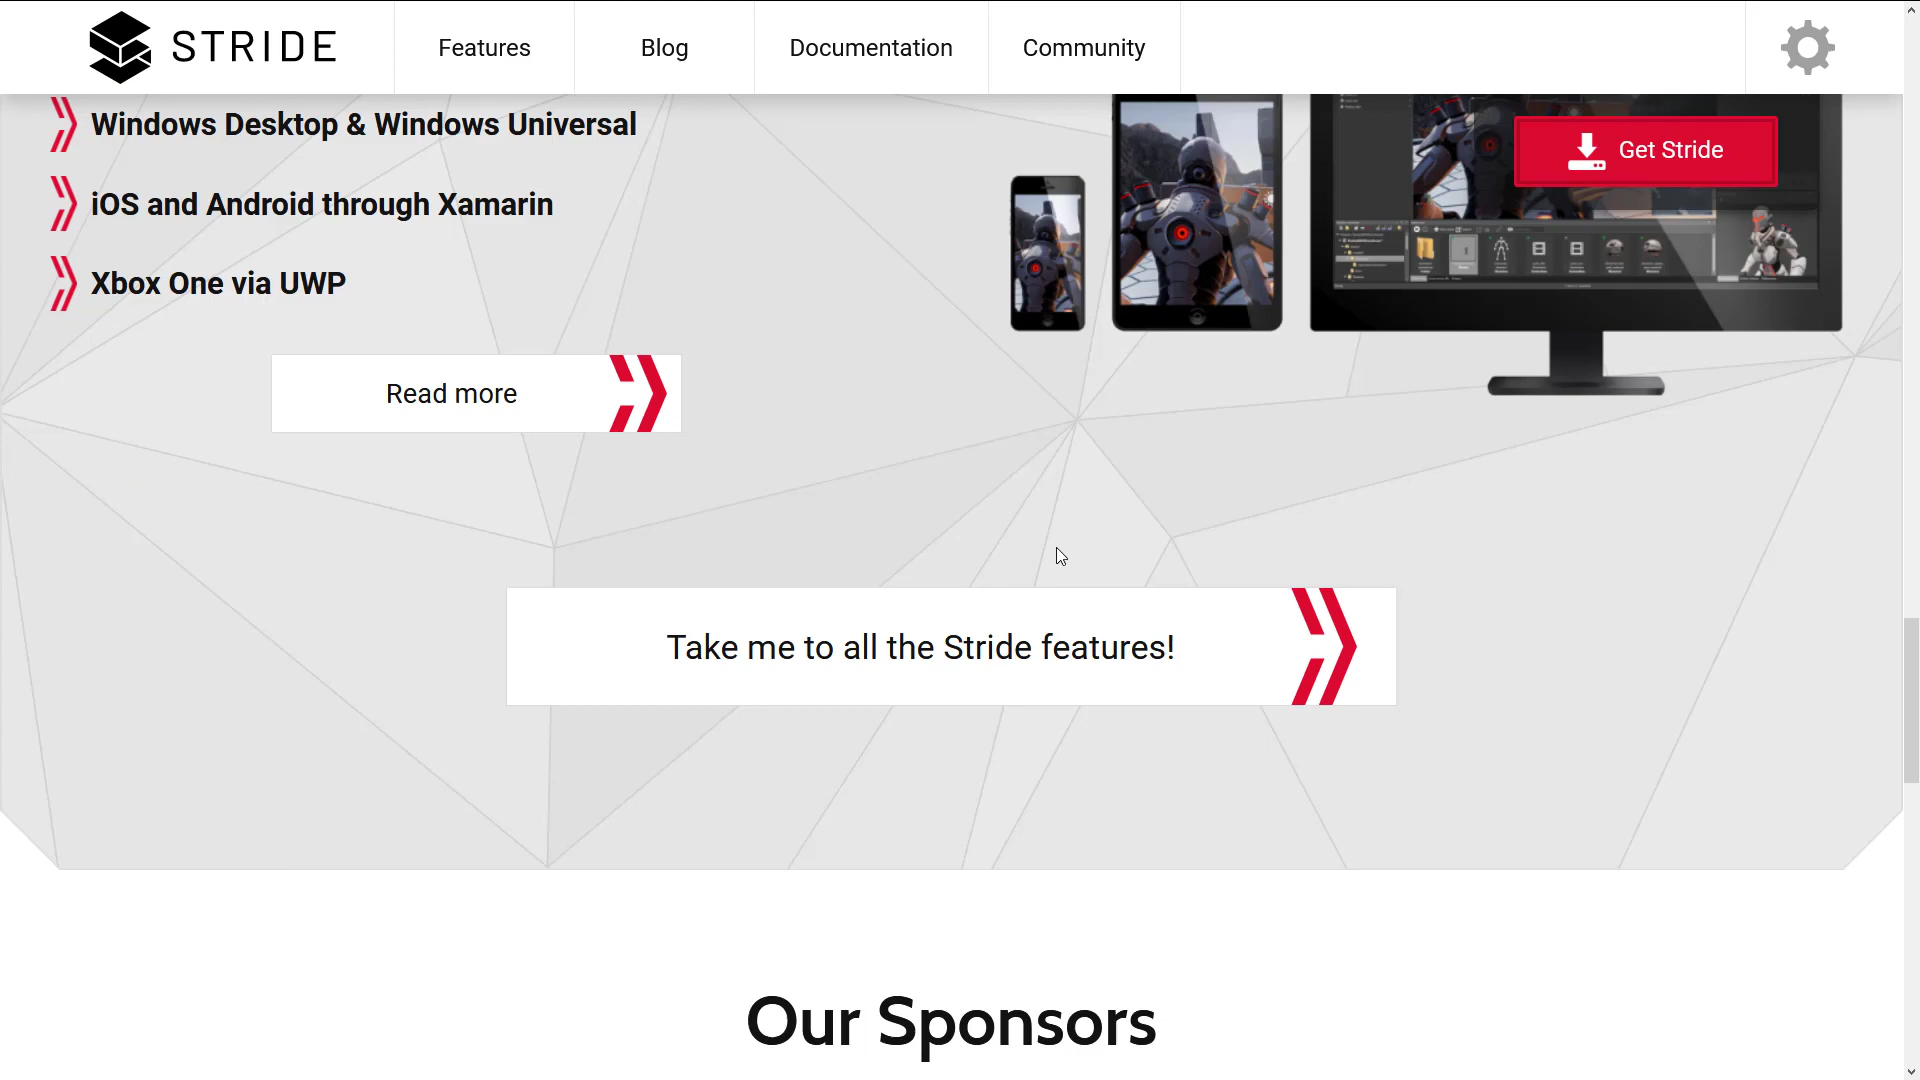 STRIDE
Features
Blog
Documentation
Community
Windows Desktop & Windows Universal
Get Stride
iOS and Android through Xamarin
Xbox One via UWP
Read more
Take me to all the Stride features!
Our Sponsors